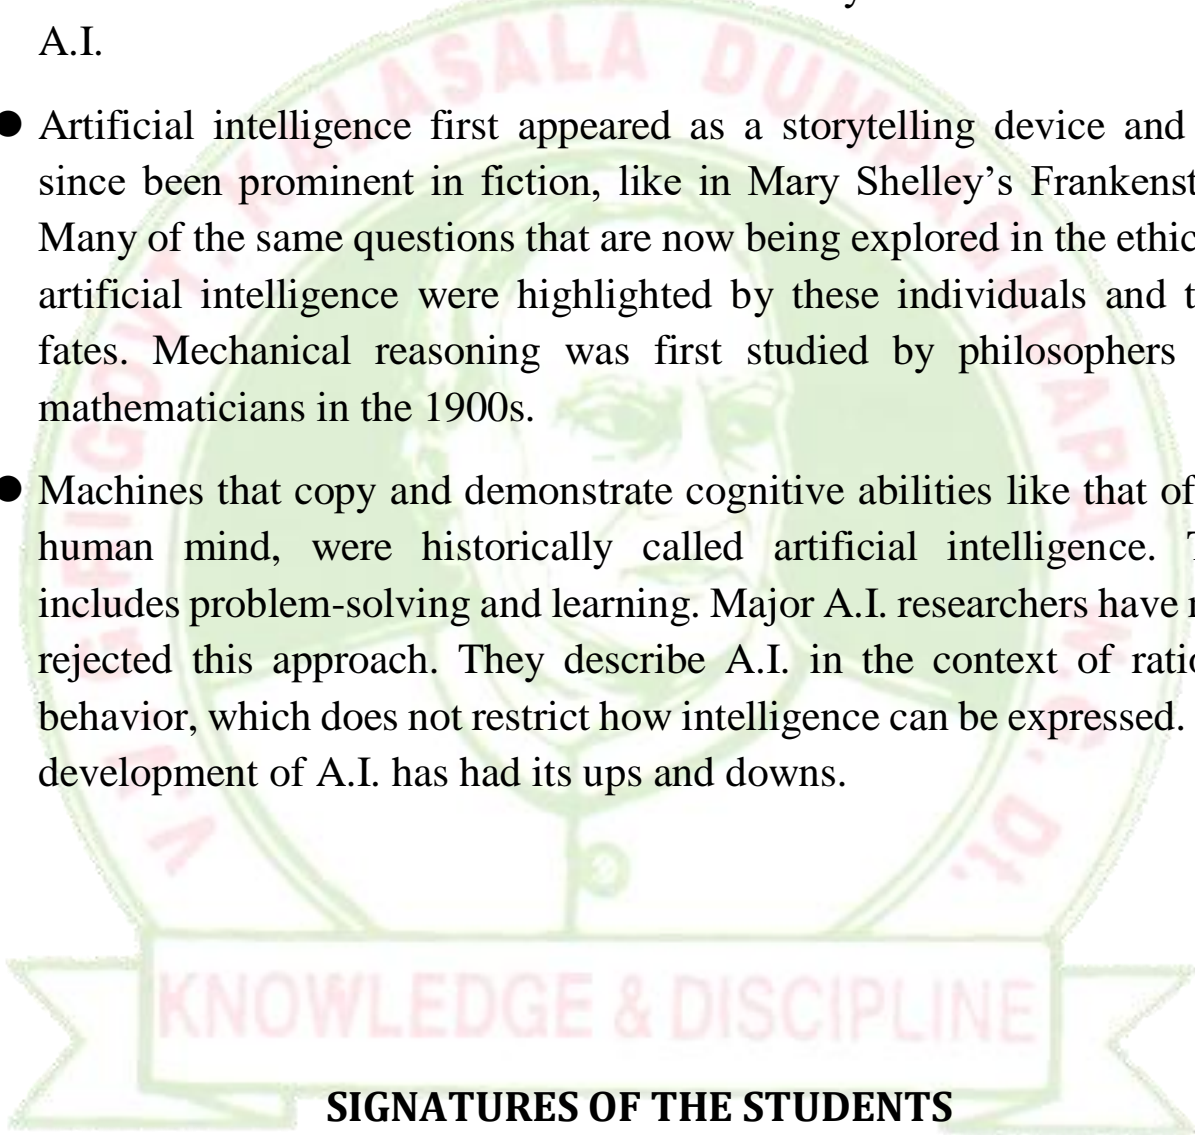 A.I.
● Artificial intelligence first appeared as a storytelling device and
since been prominent in fiction, like in Mary Shelley’s Frankenst
Many of the same questions that are now being explored in the ethic
artificial intelligence were highlighted by these individuals and t
fates. Mechanical reasoning was first studied by philosophers
mathematicians in the 1900s.
● Machines that copy and demonstrate cognitive abilities like that of
human mind, were historically called artificial intelligence. T
includes problem-solving and learning. Major A.I. researchers have
rejected this approach. They describe A.I. in the context of ratio
behavior, which does not restrict how intelligence can be expressed.
development of A.I. has had its ups and downs.
KNOWLEDGE & DISCIPLINE
SIGNATURES OF THE STUDENTS